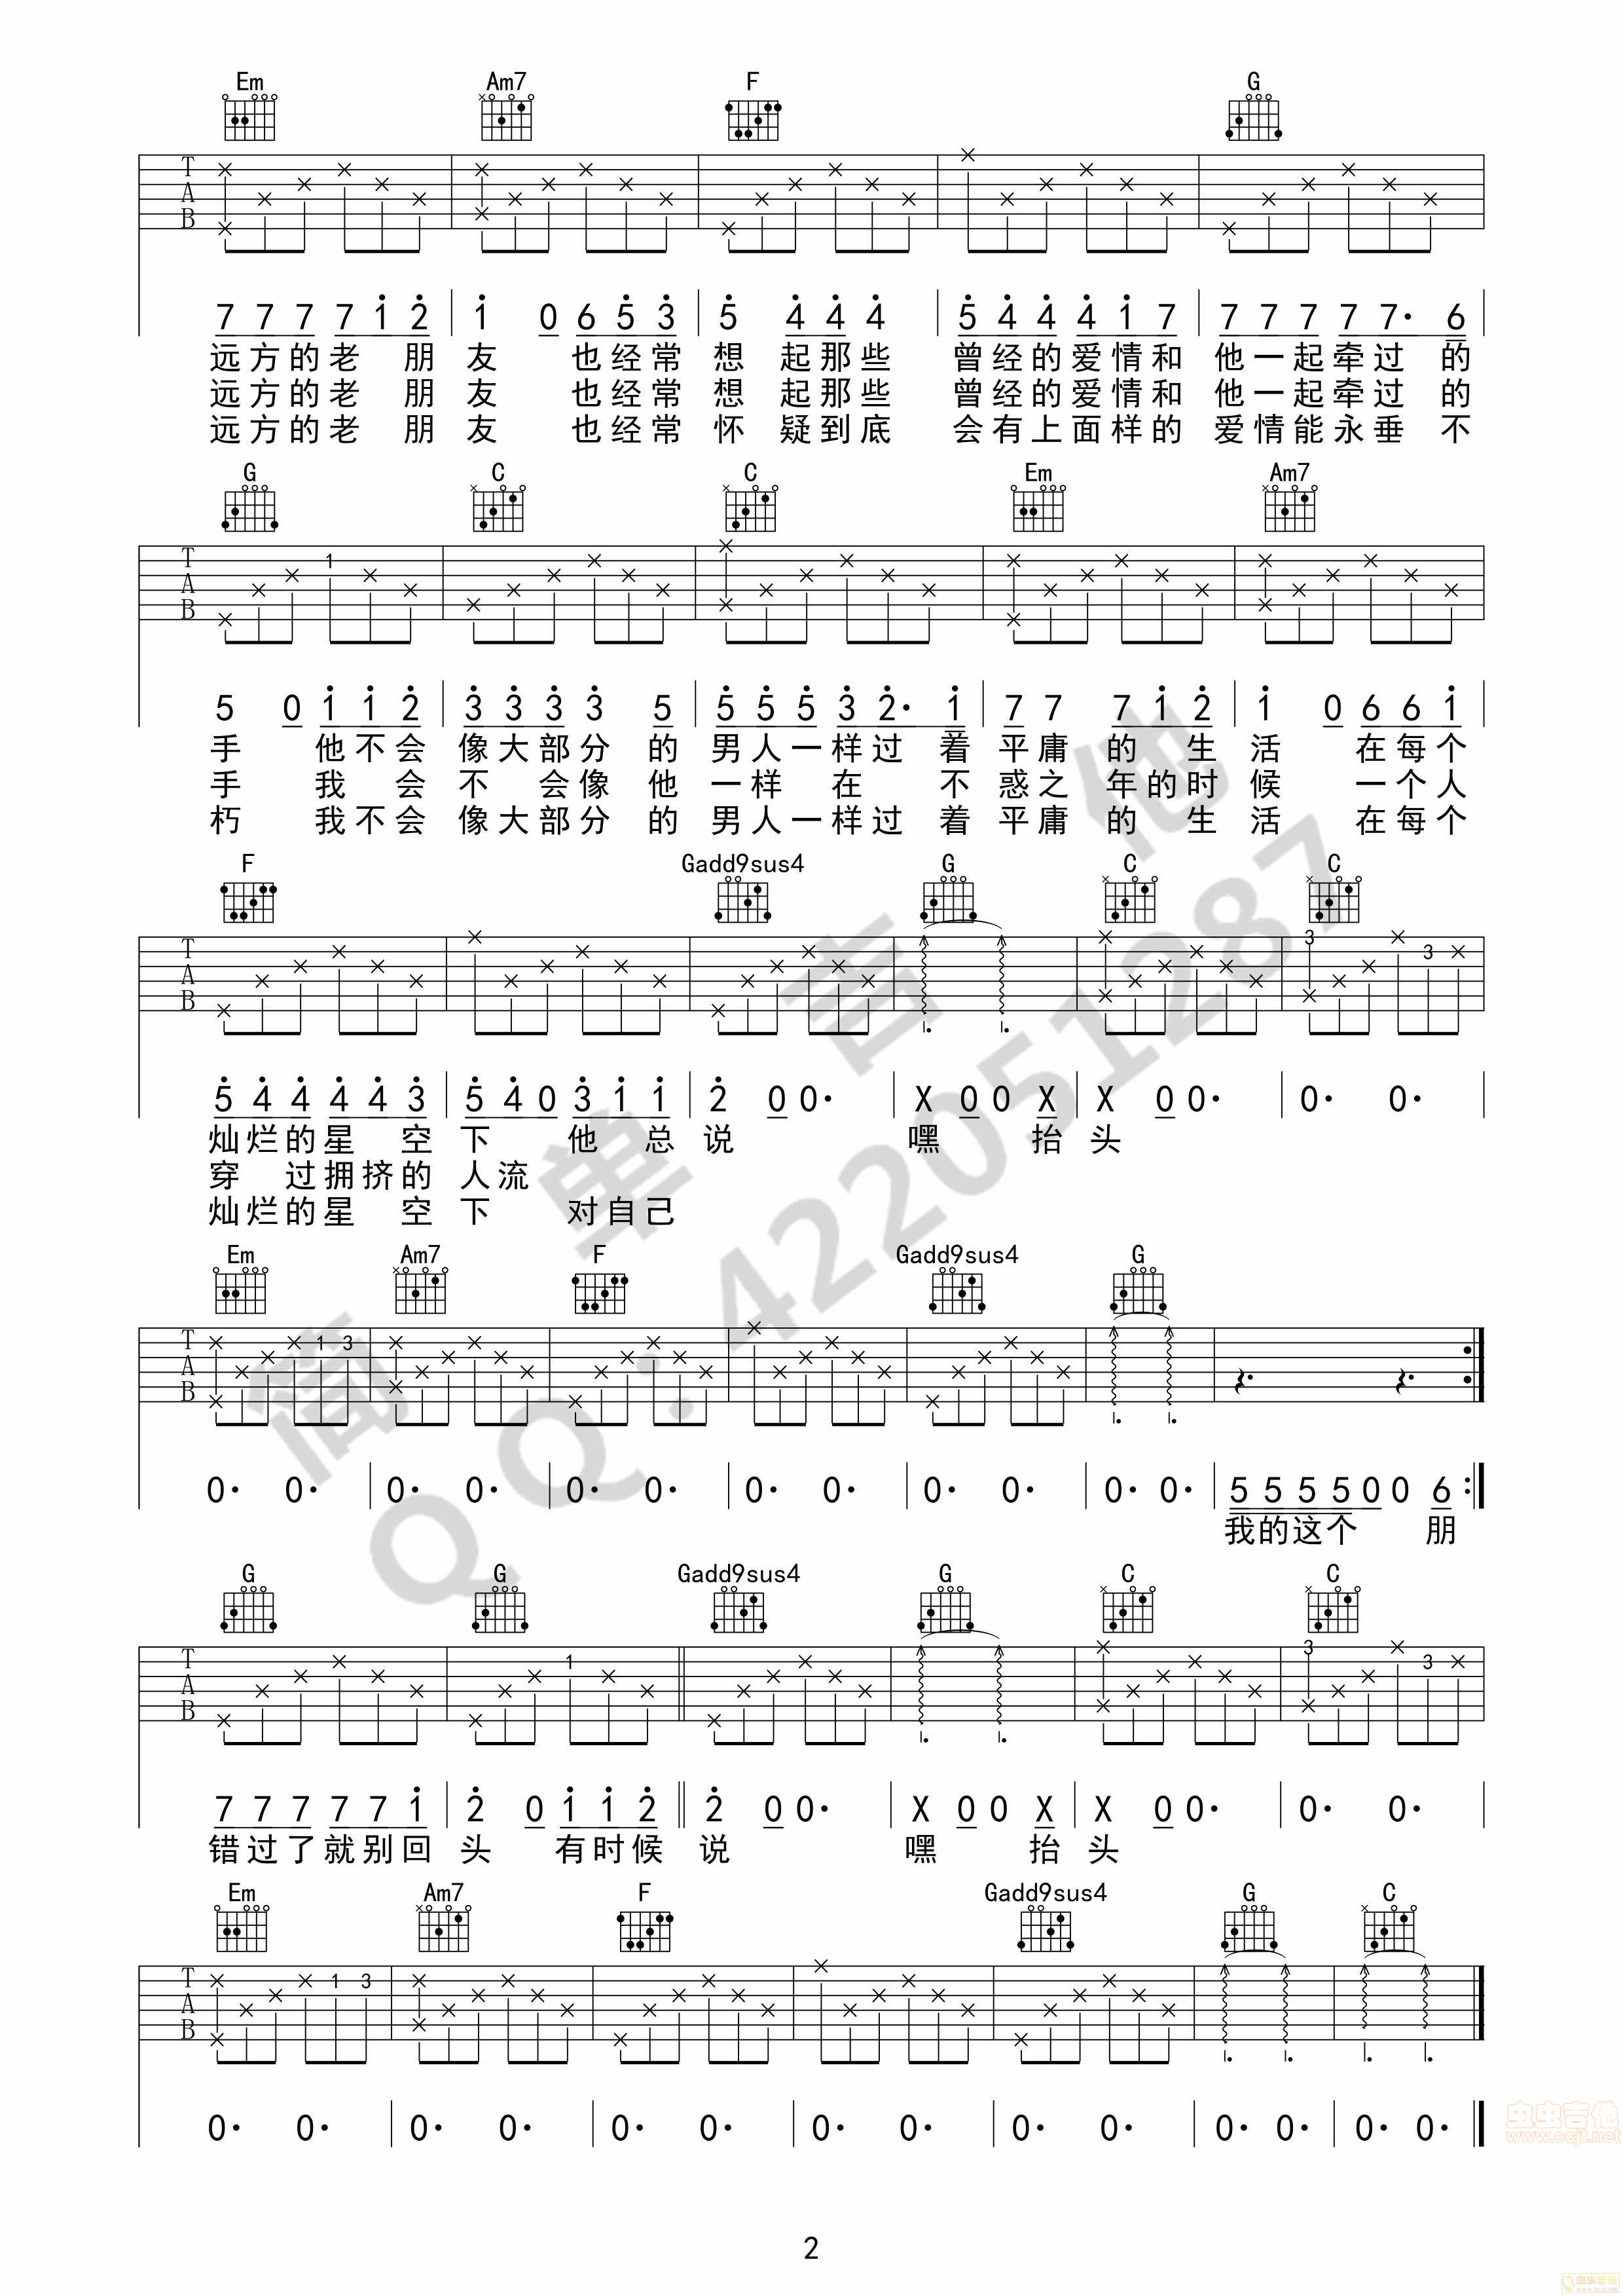 Em Am7 F G
T A B
7 7 7 7 1 2 | 1 0 6 5 3 | 5 4 4 4 | 5 4 4 4 1 7 | 7 7 7 7 7· 6 |
远方的老 朋 友 也经常 想 起那些 曾经的爱情和 他一起牵过 的
远方的老 朋 友 也经常 想 起那些 曾经的爱情和 他一起牵过 的
远方的老 朋 友 也经常 怀 疑到底 会有上面样的 爱情能永垂 不
G C C Em Am7
T A B 1
5 0 1 1 2 | 3 3 3 3 5 | 5 5 5 3 2· 1 | 7 7 7 1 2 | 1 0 6 6 1 |
手 他不会 像大部分 的 男人一样过 着 平庸 的 生 活 在每个
手 我 会 不 会像 他 一样 在 不 惑之 年的时 候 一个人
朽 我不会 像大部分 的 男人一样过 着 平庸 的 生 活 在每个
F Gadd9sus4 G C C
T A B 3 3
5 4 4 4 4 3 | 5 4 0 3 1 1 | 2 0 0· | X 0 0 X | X 0 0· | 0· 0· |
灿烂的星 空 下 他 总 说 嘿 抬 头
穿 过拥挤的 人流
灿烂的星 空 下 对自己
Em Am7 F Gadd9sus4 G
T A B 1 3
0· 0· | 0· 0· | 0· 0· | 0· 0· | 0· 0· | 0· 0· | 5 5 5 5 0 0 6 :|
我的这个 朋
G G Gadd9sus4 G C C
T A B 1 3 3
7 7 7 7 7 1 | 2 0 1 1 2 || 2 0 0· | X 0 0 X | X 0 0· | 0· 0· |
错过了就别回 头 有时候 说 嘿 抬 头
Em Am7 F Gadd9sus4 G C
T A B 1 3
0· 0· | 0· 0· | 0· 0· | 0· 0· | 0· 0· | 0· 0· | 0· 0· |
2
简单吉他
QQ：422051287
虫虫吉他
www.ccjt.net